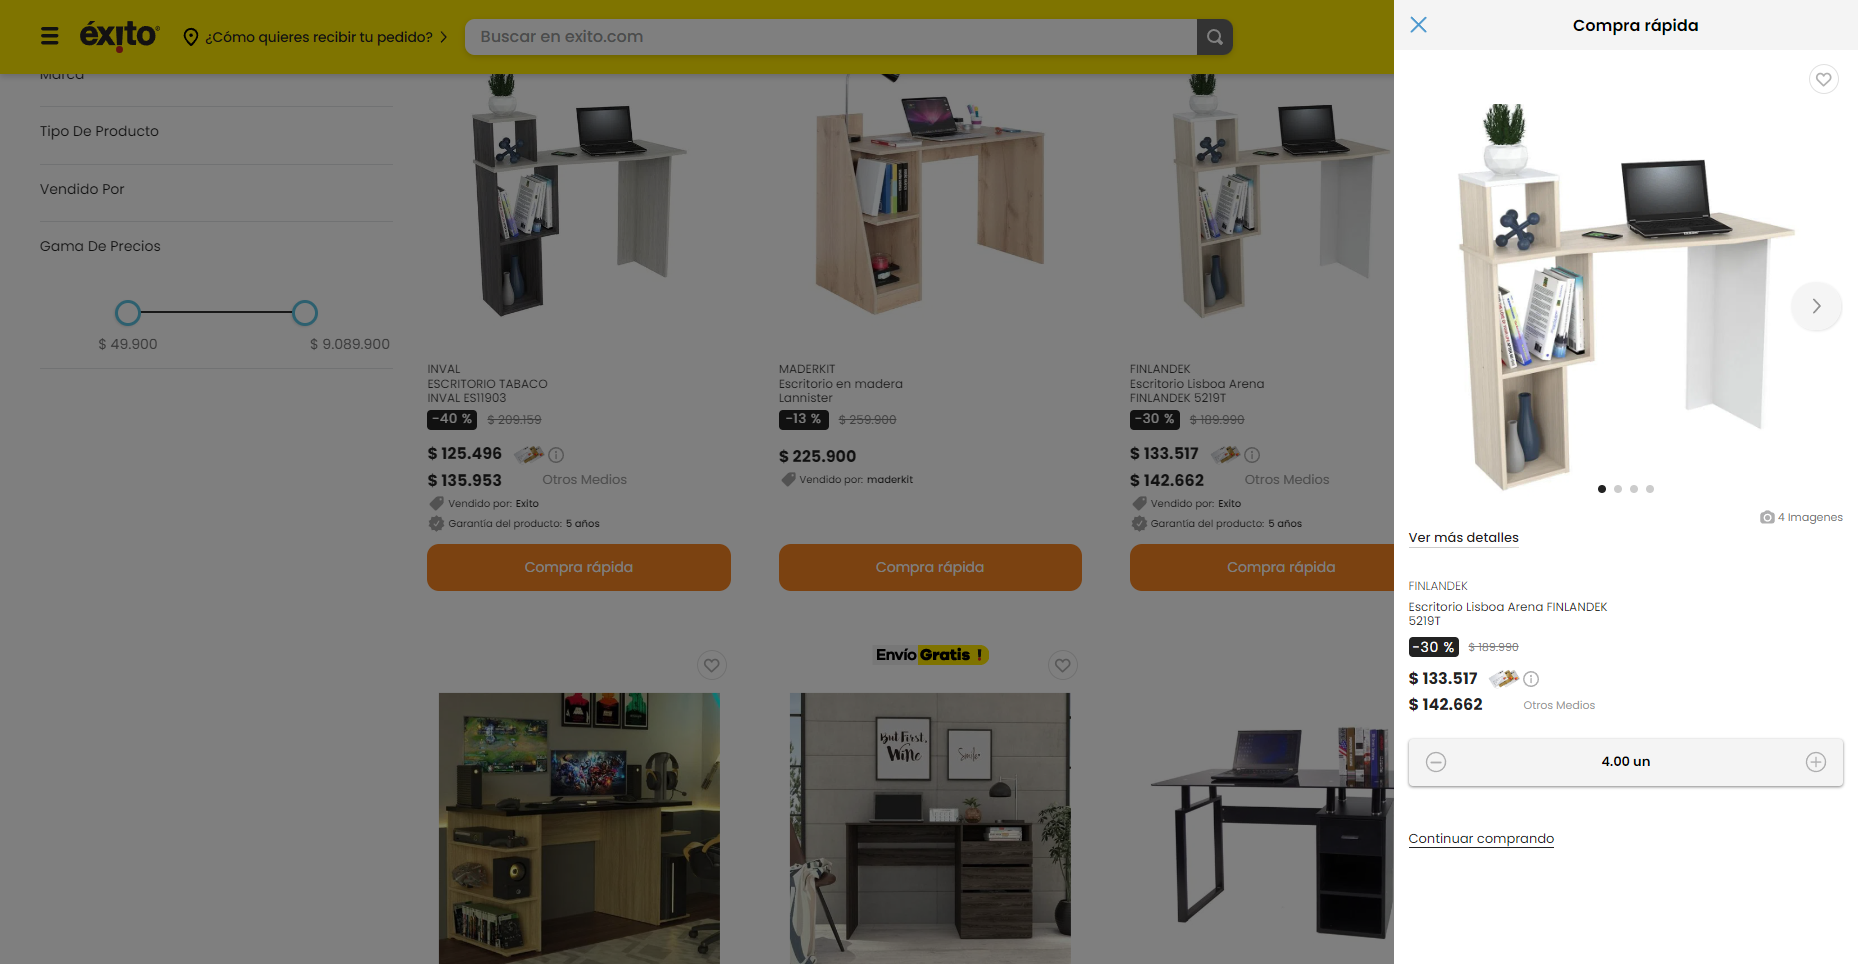 éxito
¿Cómo quieres recibir tu pedido?
Buscar en exito.com
Marca
Tipo De Producto
Vendido Por
Gama De Precios
$ 49.900
$ 9.089.900
INVAL
ESCRITORIO TABACO
INVAL ES11903
-40 %
$ 209.159
$ 125.496
$ 135.953
Otros Medios
Vendido por: Exito
Garantía del producto: 5 años
Compra rápida
MADERKIT
Escritorio en madera
Lannister
-13 %
$ 259.900
$ 225.900
Vendido por: maderkit
Compra rápida
FINLANDEK
Escritorio Lisboa Arena
FINLANDEK 5219T
-30 %
$ 189.990
$ 133.517
$ 142.662
Otros Medios
Vendido por: Exito
Garantía del producto: 5 años
Compra rápida
Envío Gratis !
But First,
Wine
Smile
Compra rápida
4 Imagenes
Ver más detalles
FINLANDEK
Escritorio Lisboa Arena FINLANDEK
5219T
-30 %
$ 189.990
$ 133.517
$ 142.662
Otros Medios
4.00 un
Continuar comprando